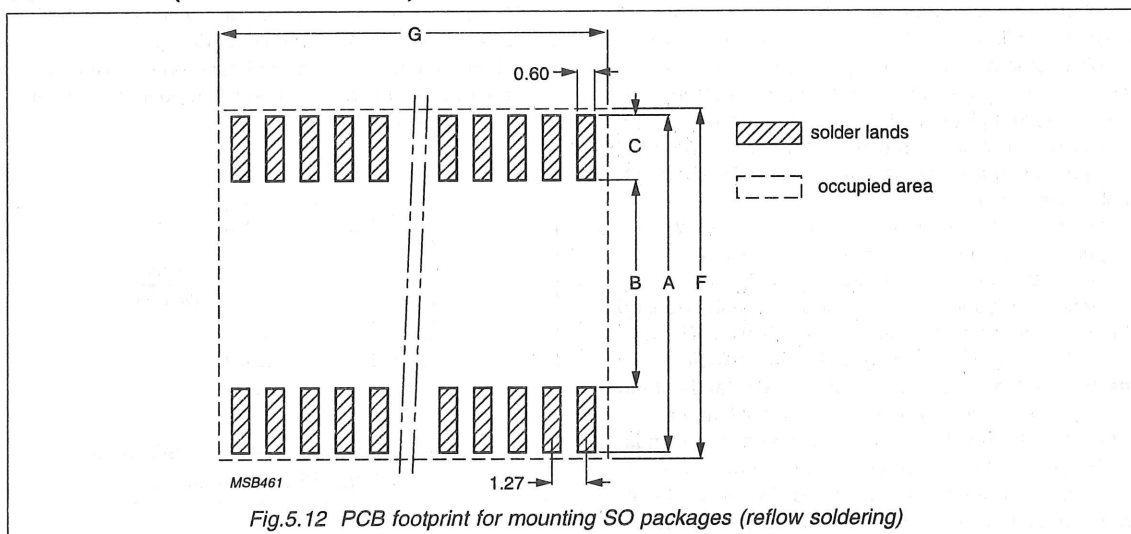 G
0.60
C
solder lands
occupied area
B
A
F
MSB461
1.27
Fig.5.12 PCB footprint for mounting SO packages (reflow soldering)